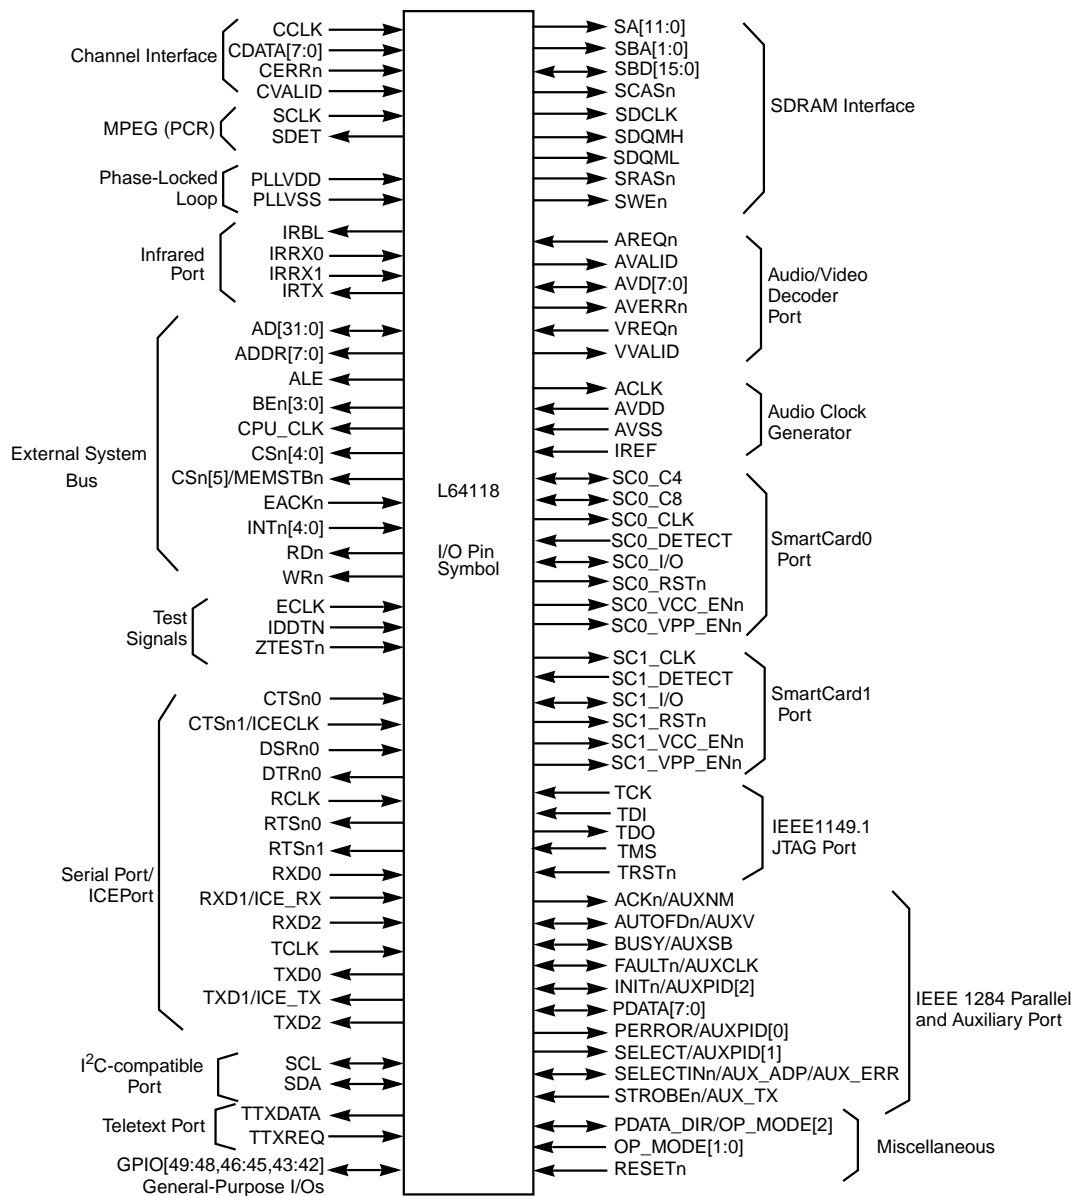 Channel Interface
CCLK
CDATA[7:0]
CERRn
CVALID
MPEG (PCR)
SCLK
SDET
Phase-Locked
Loop
PLLVDD
PLLVSS
Infrared
Port
IRBL
IRRX0
IRRX1
IRTX
External System
Bus
AD[31:0]
ADDR[7:0]
ALE
BEn[3:0]
CPU_CLK
CSn[4:0]
CSn[5]/MEMSTBn
EACKn
INTn[4:0]
RDn
WRn
Test
Signals
ECLK
IDDTN
ZTESTn
Serial Port/
ICEPort
CTSn0
CTSn1/ICECLK
DSRn0
DTRn0
RCLK
RTSn0
RTSn1
RXD0
RXD1/ICE_RX
RXD2
TCLK
TXD0
TXD1/ICE_TX
TXD2
I²C-compatible
Port
SCL
SDA
Teletext Port
TTXDATA
TTXREQ
GPIO[49:48,46:45,43:42]
General-Purpose I/Os
L64118
I/O Pin
Symbol
SA[11:0]
SBA[1:0]
SBD[15:0]
SCASn
SDCLK
SDQMH
SDQML
SRASn
SWEn
SDRAM Interface
AREQn
AVALID
AVD[7:0]
AVERRn
VREQn
VVALID
Audio/Video
Decoder
Port
ACLK
AVDD
AVSS
IREF
Audio Clock
Generator
SC0_C4
SC0_C8
SC0_CLK
SC0_DETECT
SC0_I/O
SC0_RSTn
SC0_VCC_ENn
SC0_VPP_ENn
SmartCard0
Port
SC1_CLK
SC1_DETECT
SC1_I/O
SC1_RSTn
SC1_VCC_ENn
SC1_VPP_ENn
SmartCard1
Port
TCK
TDI
TDO
TMS
TRSTn
IEEE1149.1
JTAG Port
ACKn/AUXNM
AUTOFDn/AUXV
BUSY/AUXSB
FAULTn/AUXCLK
INITn/AUXPID[2]
PDATA[7:0]
PERROR/AUXPID[0]
SELECT/AUXPID[1]
SELECTINn/AUX_ADP/AUX_ERR
STROBEn/AUX_TX
IEEE 1284 Parallel
and Auxiliary Port
PDATA_DIR/OP_MODE[2]
OP_MODE[1:0]
RESETn
Miscellaneous